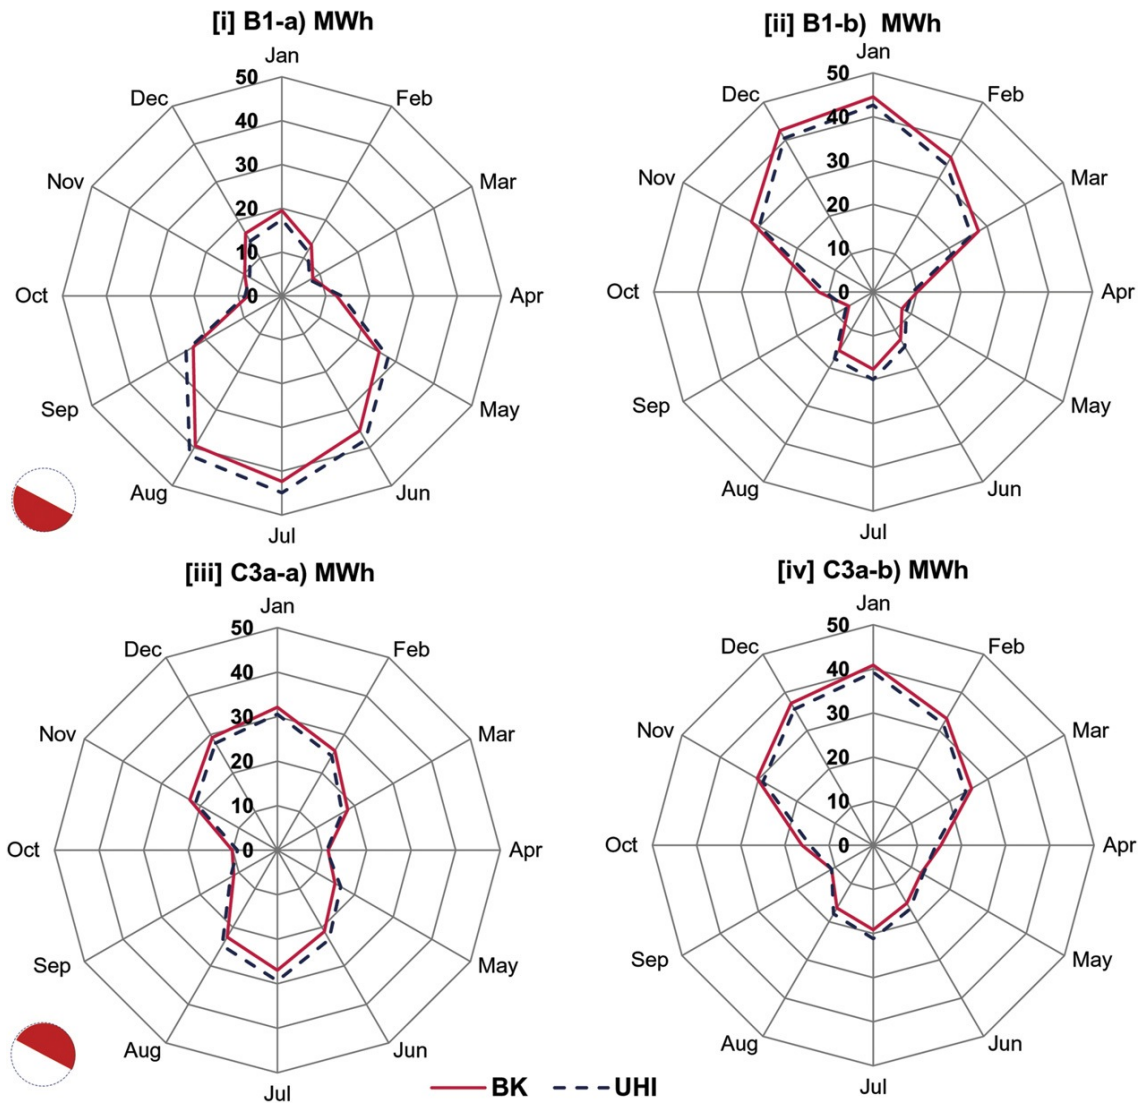 [i] B1-a) MWh
Jan
Feb
Mar
Apr
May
Jun
Jul
Aug
Sep
Oct
Nov
Dec
50
40
30
20
10
0
[ii] B1-b) MWh
Jan
Feb
Mar
Apr
May
Jun
Jul
Aug
Sep
Oct
Nov
Dec
50
40
30
20
10
0
[iii] C3a-a) MWh
Jan
Feb
Mar
Apr
May
Jun
Jul
Aug
Sep
Oct
Nov
Dec
50
40
30
20
10
0
[iv] C3a-b) MWh
Jan
Feb
Mar
Apr
May
Jun
Jul
Aug
Sep
Oct
Nov
Dec
50
40
30
20
10
0
BK UHI